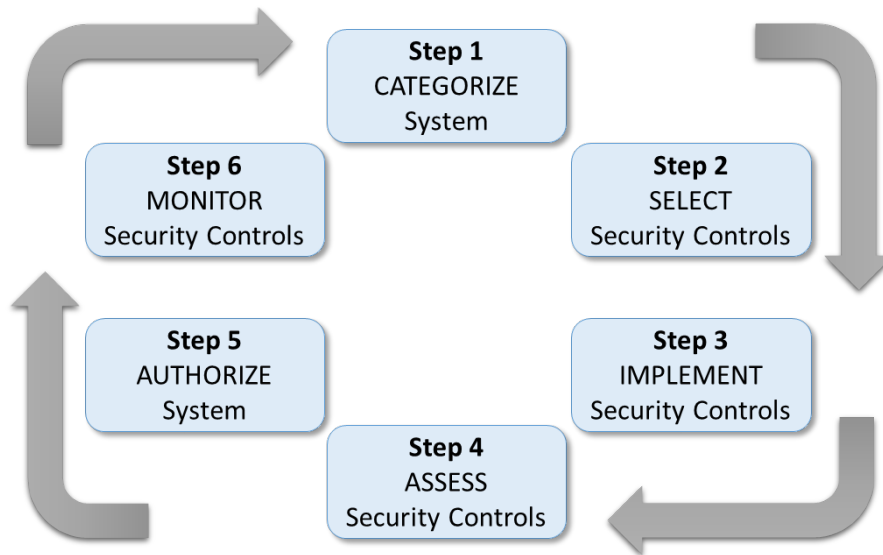 Step 1
CATEGORIZE
System
Step 2
SELECT
Security Controls
Step 3
IMPLEMENT
Security Controls
Step 4
ASSESS
Security Controls
Step 5
AUTHORIZE
System
Step 6
MONITOR
Security Controls